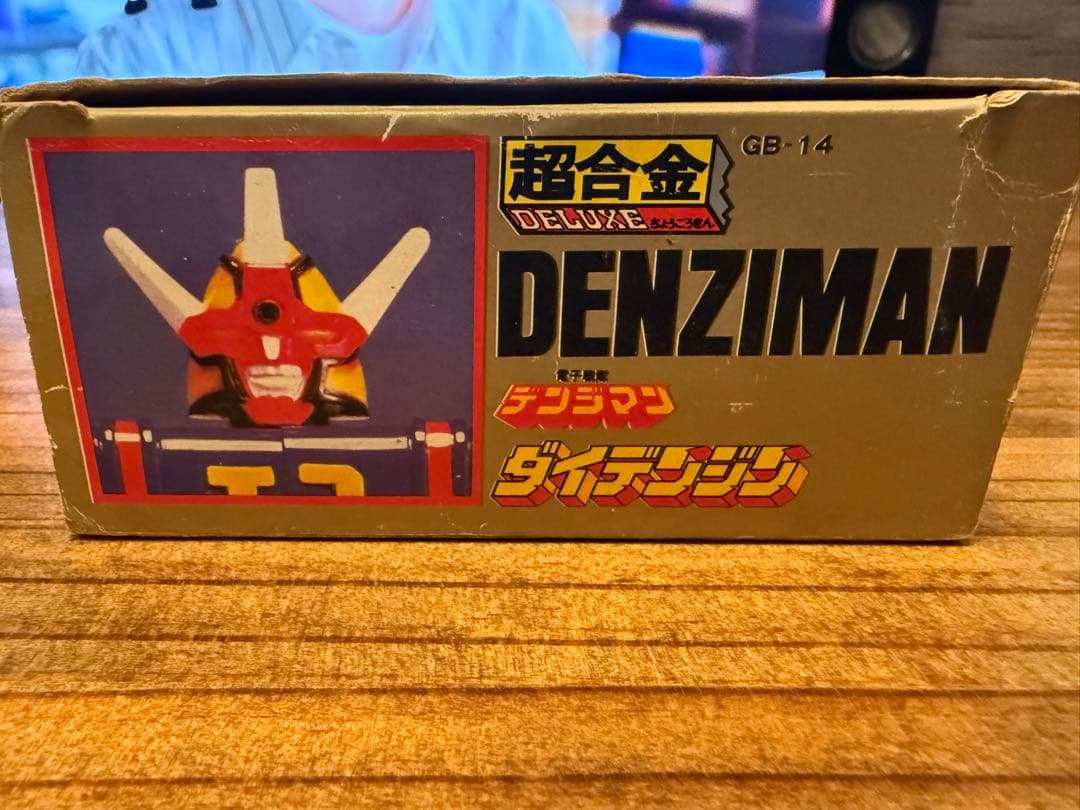 超合金
DELUXE ちょうごうきん
GB-14
DENZIMAN
電子戦隊
デンジマン
ダイデンジン